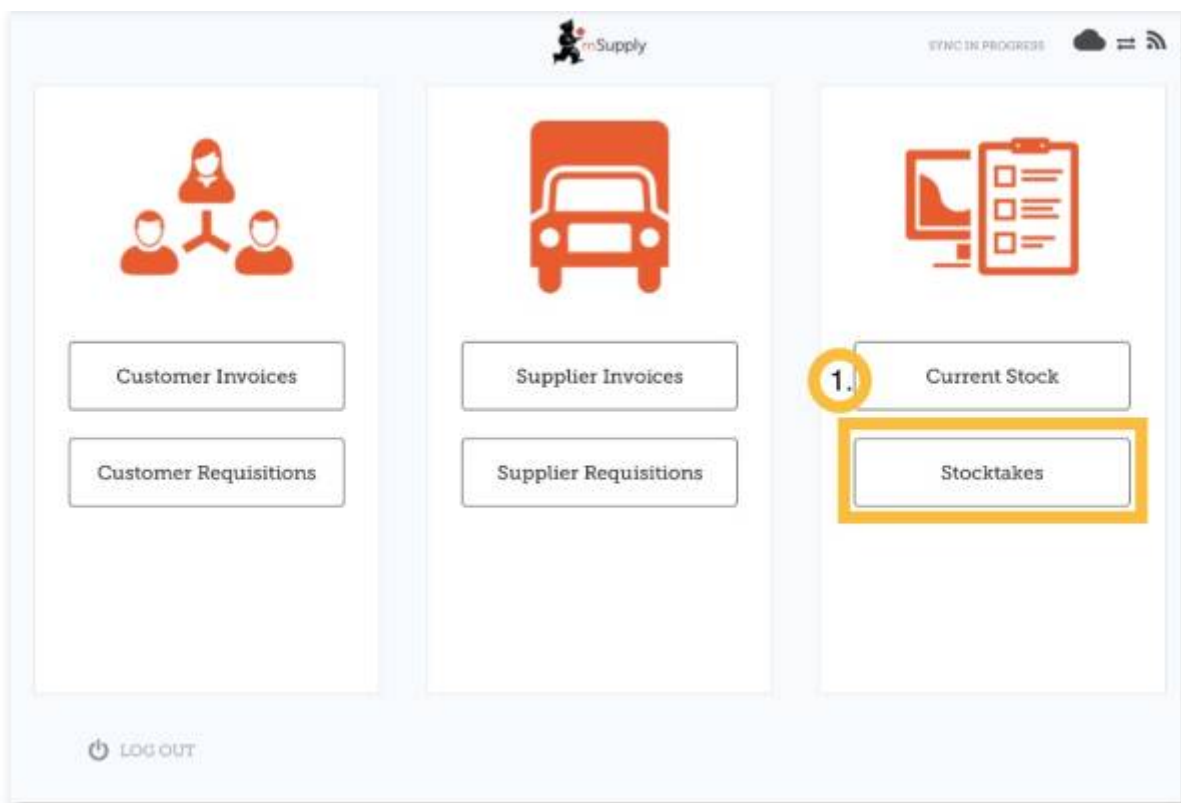 mSupply
SYNC IN PROGRESS
Customer Invoices
Supplier Invoices
1.
Current Stock
Customer Requisitions
Supplier Requisitions
Stocktakes
LOG OUT